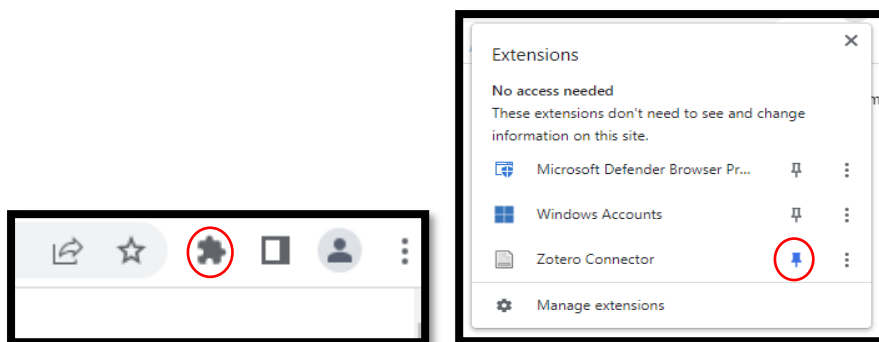 Extensions
No access needed
These extensions don't need to see and change
information on this site.
Microsoft Defender Browser Pr...
Windows Accounts
Zotero Connector
Manage extensions